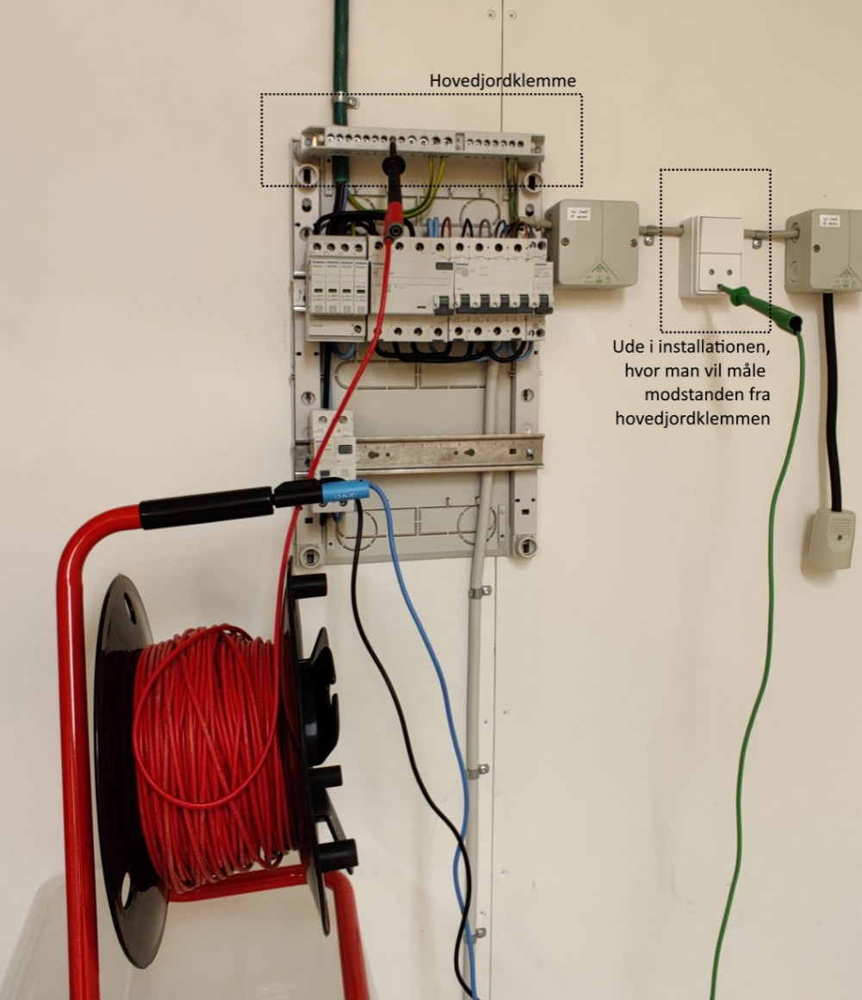 Hovedjordklemme
Ude i installationen,
hvor man vil måle
modstanden fra
hovedjordklemmen